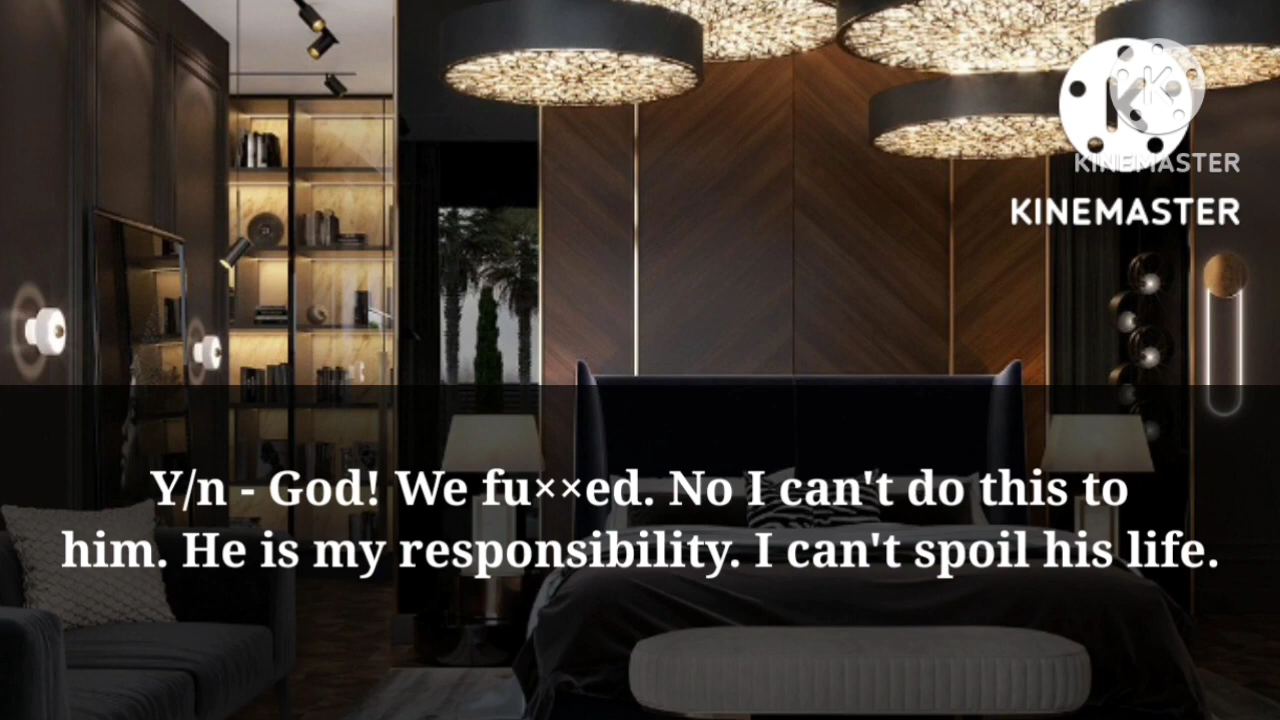 KINEMASTER
KINEMASTER
Y/n - God! We fu××ed. No I can't do this to
him. He is my responsibility. I can't spoil his life.